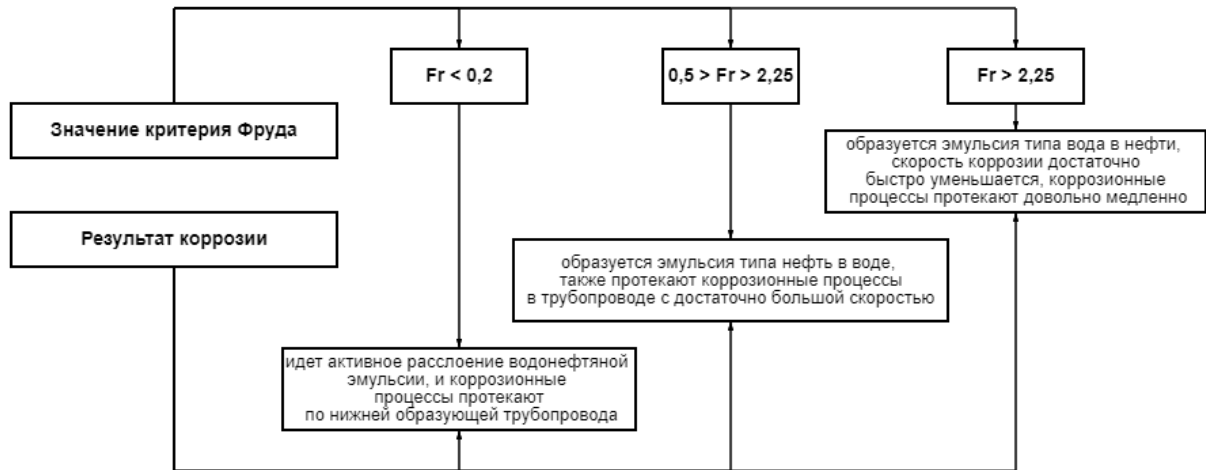 Fr < 0,2
0,5 > Fr > 2,25
Fr > 2,25
Значение критерия Фруда
образуется эмульсия типа вода в нефти,
скорость коррозии достаточно
быстро уменьшается, коррозионные
процессы протекают довольно медленно
Результат коррозии
образуется эмульсия типа нефть в воде,
также протекают коррозионные процессы
в трубопроводе с достаточно большой скоростью
идет активное расслоение водонефтяной
эмульсии, и коррозионные
процессы протекают
по нижней образующей трубопровода